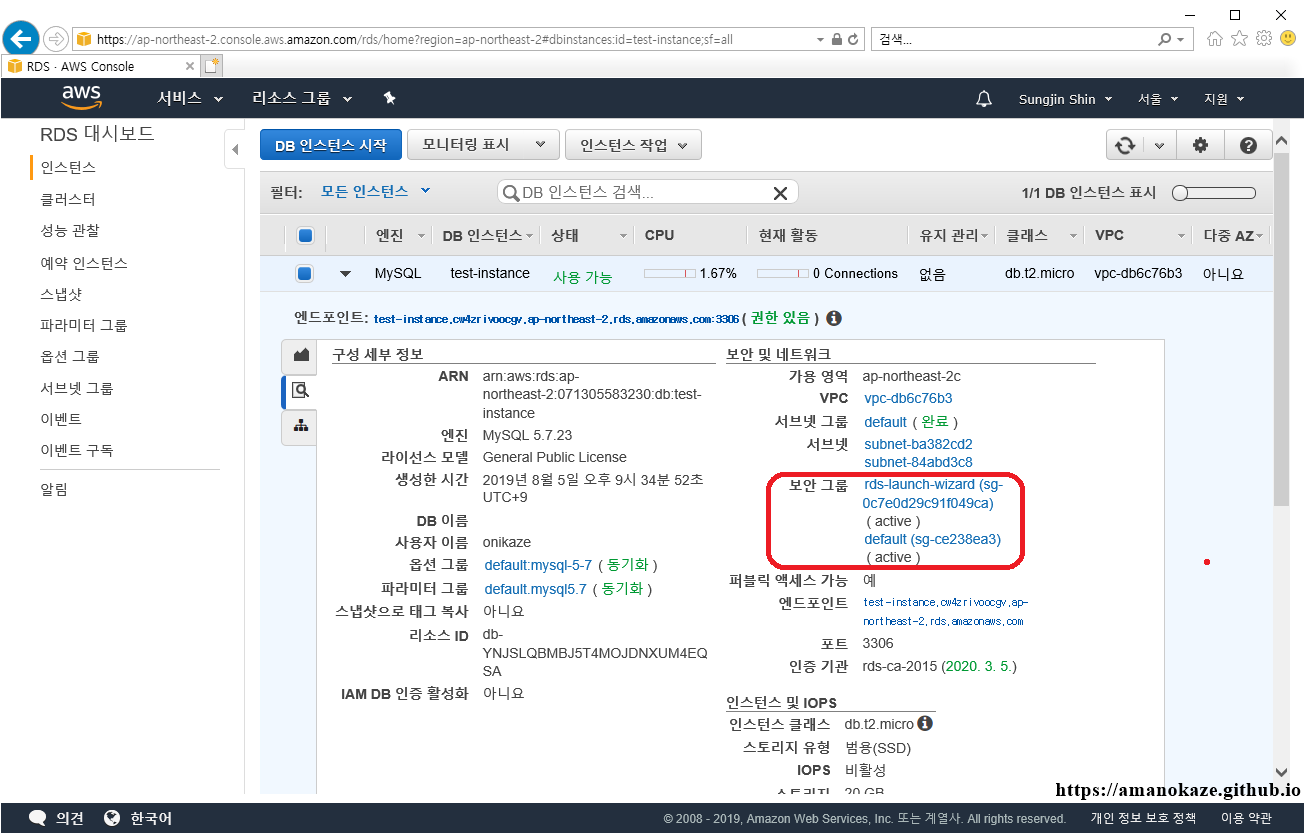 https://ap-northeast-2.console.aws.amazon.com/rds/home?region=ap-northeast-2#dbinstances:id=test-instance;sf=all
검색...
RDS · AWS Console
aws
서비스
리소스 그룹
Sungjin Shin
서울
지원
RDS 대시보드
인스턴스
클러스터
성능 관찰
예약 인스턴스
스냅샷
파라미터 그룹
옵션 그룹
서브넷 그룹
이벤트
이벤트 구독
알림
DB 인스턴스 시작
모니터링 표시
인스턴스 작업
필터: 모든 인스턴스
DB 인스턴스 검색...
1/1 DB 인스턴스 표시
엔진 DB 인스턴스 상태 CPU 현재 활동 유지 관리 클래스 VPC 다중 AZ
MySQL test-instance 사용 가능 1.67% 0 Connections 없음 db.t2.micro vpc-db6c76b3 아니요
엔드포인트: test-instance.cw4zrivoocgv.ap-northeast-2.rds.amazonaws.com:3306 ( 권한 있음 )
구성 세부 정보
ARN arn:aws:rds:ap-
northeast-2:071305583230:db:test-
instance
엔진 MySQL 5.7.23
라이선스 모델 General Public License
생성한 시간 2019년 8월 5일 오후 9시 34분 52초
UTC+9
DB 이름
사용자 이름 onikaze
옵션 그룹 default:mysql-5-7 ( 동기화 )
파라미터 그룹 default.mysql5.7 ( 동기화 )
스냅샷으로 태그 복사 아니요
리소스 ID db-
YNJSLQBMBJ5T4MOJDNXUM4EQ
SA
IAM DB 인증 활성화 아니요
보안 및 네트워크
가용 영역 ap-northeast-2c
VPC vpc-db6c76b3
서브넷 그룹 default ( 완료 )
서브넷 subnet-ba382cd2
subnet-84abd3c8
보안 그룹 rds-launch-wizard (sg-
0c7e0d29c91f049ca)
( active )
default (sg-ce238ea3)
( active )
퍼블릭 액세스 가능 예
엔드포인트 test-instance.cw4zrivoocgv.ap-
northeast-2.rds.amazonaws.com
포트 3306
인증 기관 rds-ca-2015 (2020. 3. 5.)
인스턴스 및 IOPS
인스턴스 클래스 db.t2.micro
스토리지 유형 범용(SSD)
IOPS 비활성
스토리지 20 GB
https://amanokaze.github.io
의견
한국어
© 2008 - 2019, Amazon Web Services, Inc. 또는 계열사. All rights reserved.
개인 정보 보호 정책
이용 약관